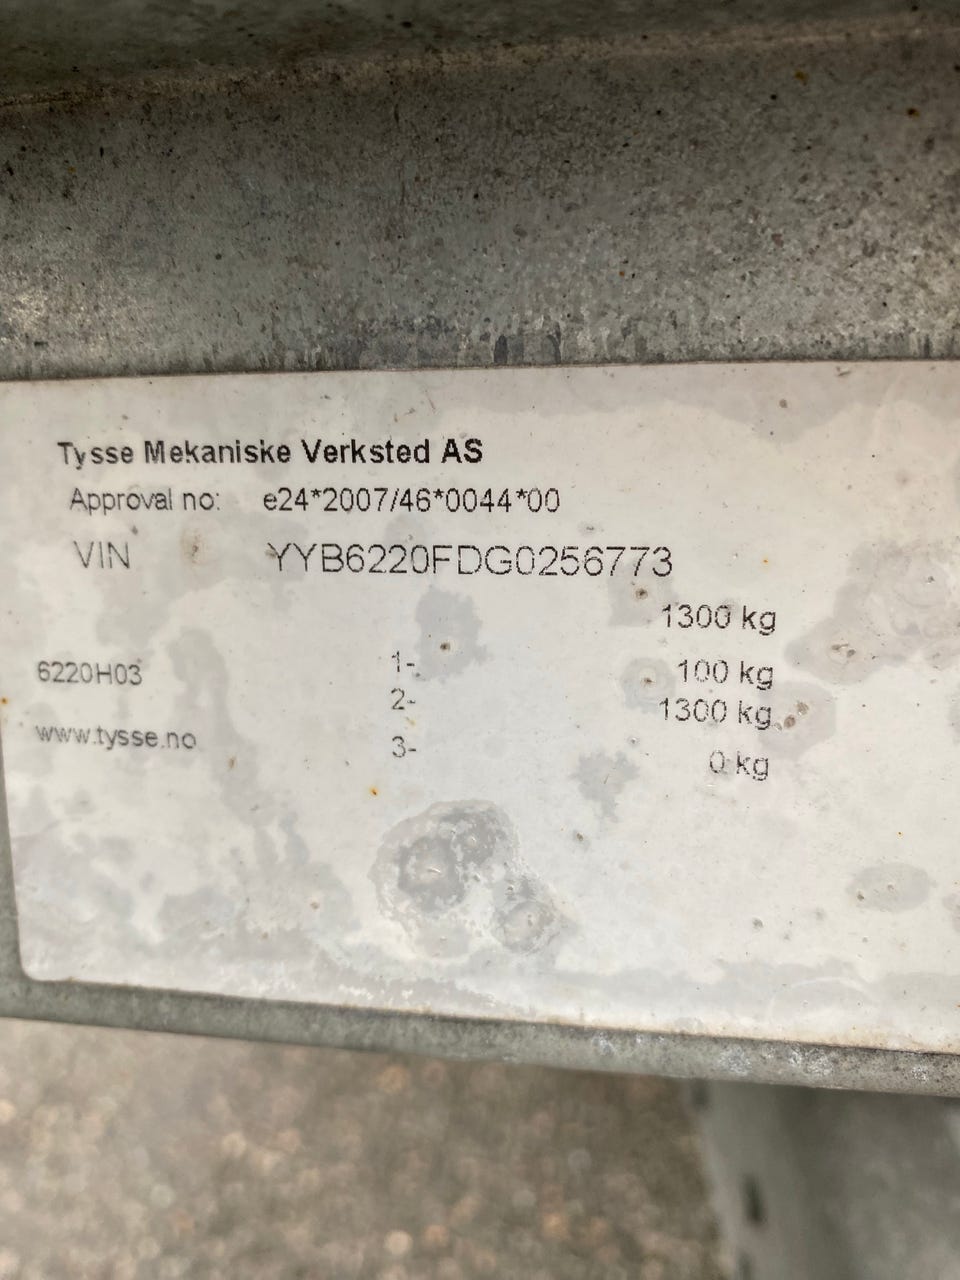 Tysse Mekaniske Verksted AS
Approval no: e24*2007/46*0044*00
VIN YYB6220FDG0256773
1300 kg
6220H03 1- 100 kg
2- 1300 kg
www.tysse.no 3- 0 kg